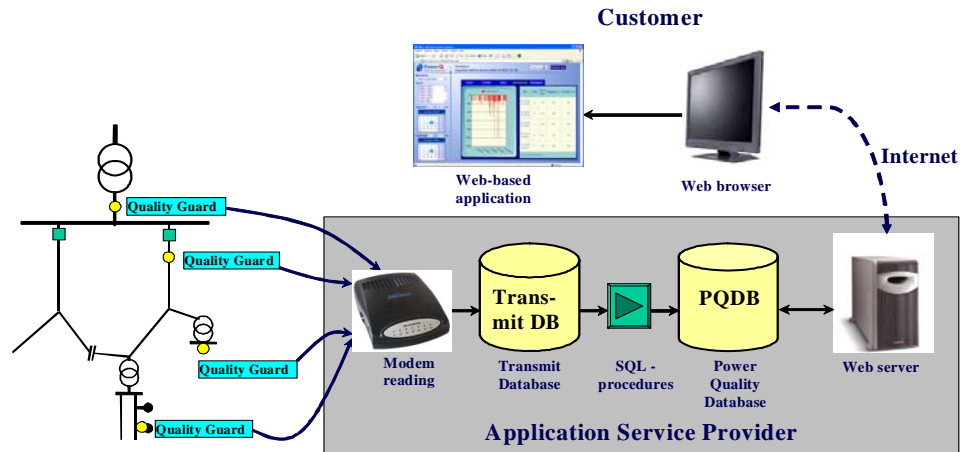 Customer
Internet
Web-based
application
Web browser
Quality Guard
Quality Guard
Quality Guard
Quality Guard
Trans-
mit DB
PQDB
Modem
reading
Transmit
Database
SQL -
procedures
Power
Quality
Database
Web server
Application Service Provider